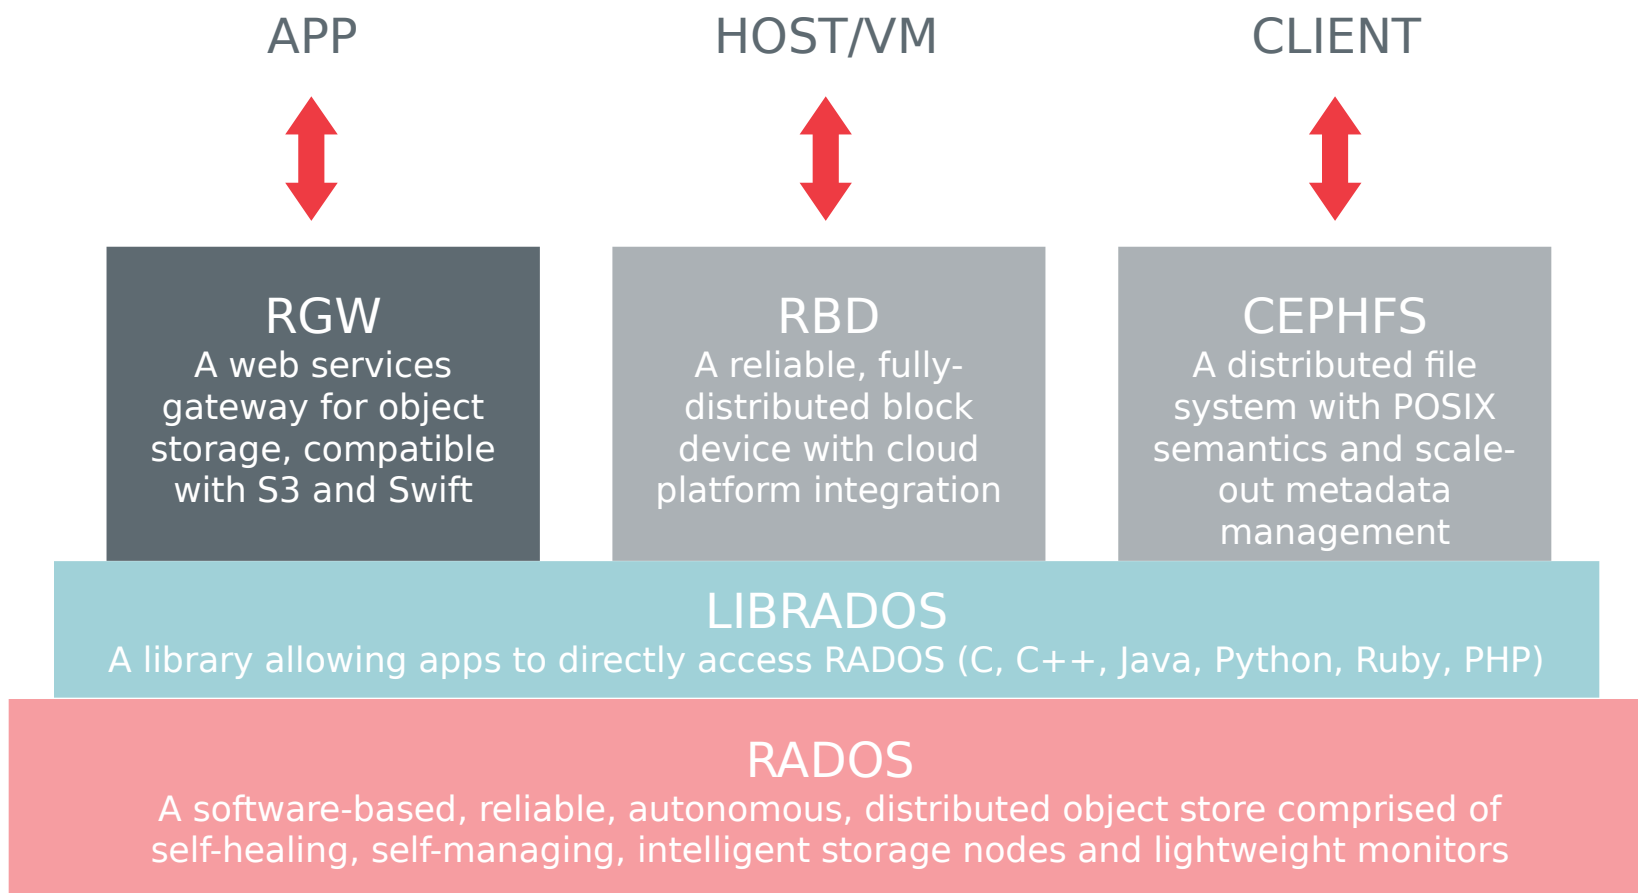 APP
HOST/VM
CLIENT
RGW
A web services
gateway for object
storage, compatible
with S3 and Swift
RBD
A reliable, fully-
distributed block
device with cloud
platform integration
CEPHFS
A distributed file
system with POSIX
semantics and scale-
out metadata
management
LIBRADOS
A library allowing apps to directly access RADOS (C, C++, Java, Python, Ruby, PHP)
RADOS
A software-based, reliable, autonomous, distributed object store comprised of
self-healing, self-managing, intelligent storage nodes and lightweight monitors